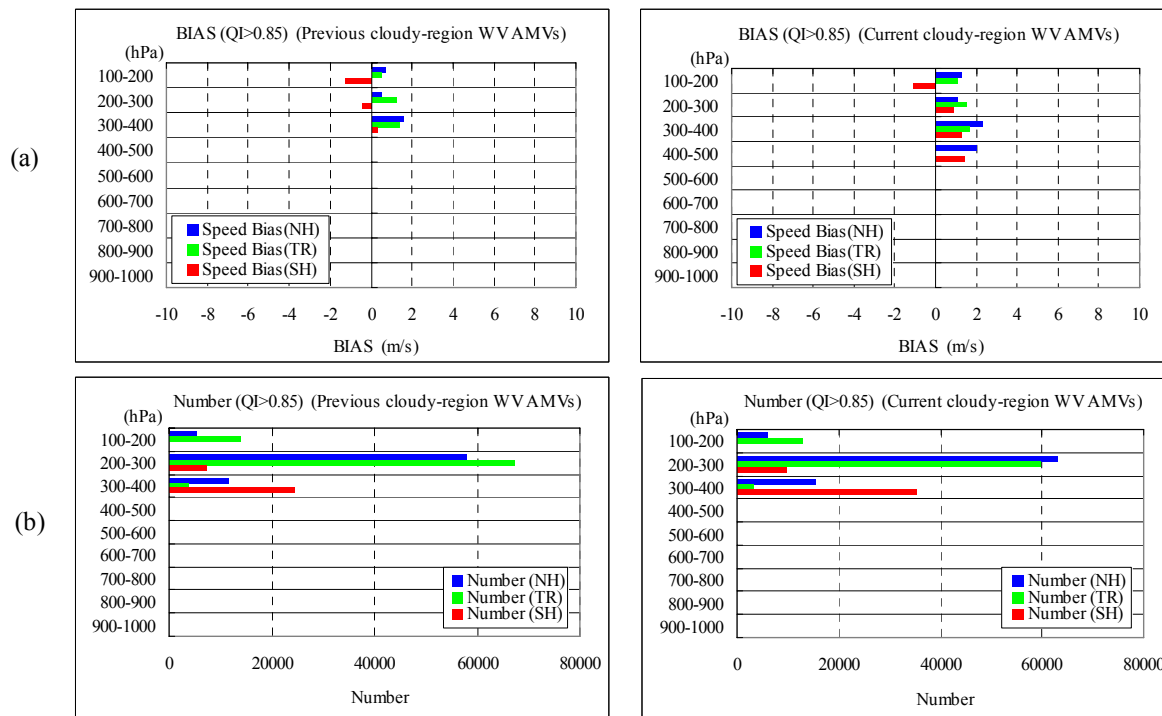 (a)
BIAS (QI>0.85) (Previous cloudy-region WV AMVs)
(hPa)
100-200
200-300
300-400
400-500
500-600
600-700
700-800
800-900
900-1000
Speed Bias(NH)
Speed Bias(TR)
Speed Bias(SH)
-10 -8 -6 -4 -2 0 2 4 6 8 10
BIAS (m/s)
BIAS (QI>0.85) (Current cloudy-region WV AMVs)
(hPa)
100-200
200-300
300-400
400-500
500-600
600-700
700-800
800-900
900-1000
Speed Bias(NH)
Speed Bias(TR)
Speed Bias(SH)
-10 -8 -6 -4 -2 0 2 4 6 8 10
BIAS (m/s)
(b)
Number (QI>0.85) (Previous cloudy-region WV AMVs)
(hPa)
100-200
200-300
300-400
400-500
500-600
600-700
700-800
800-900
900-1000
Number (NH)
Number (TR)
Number (SH)
0 20000 40000 60000 80000
Number
Number (QI>0.85) (Current cloudy-region WV AMVs)
(hPa)
100-200
200-300
300-400
400-500
500-600
600-700
700-800
800-900
900-1000
Number (NH)
Number (TR)
Number (SH)
0 20000 40000 60000 80000
Number